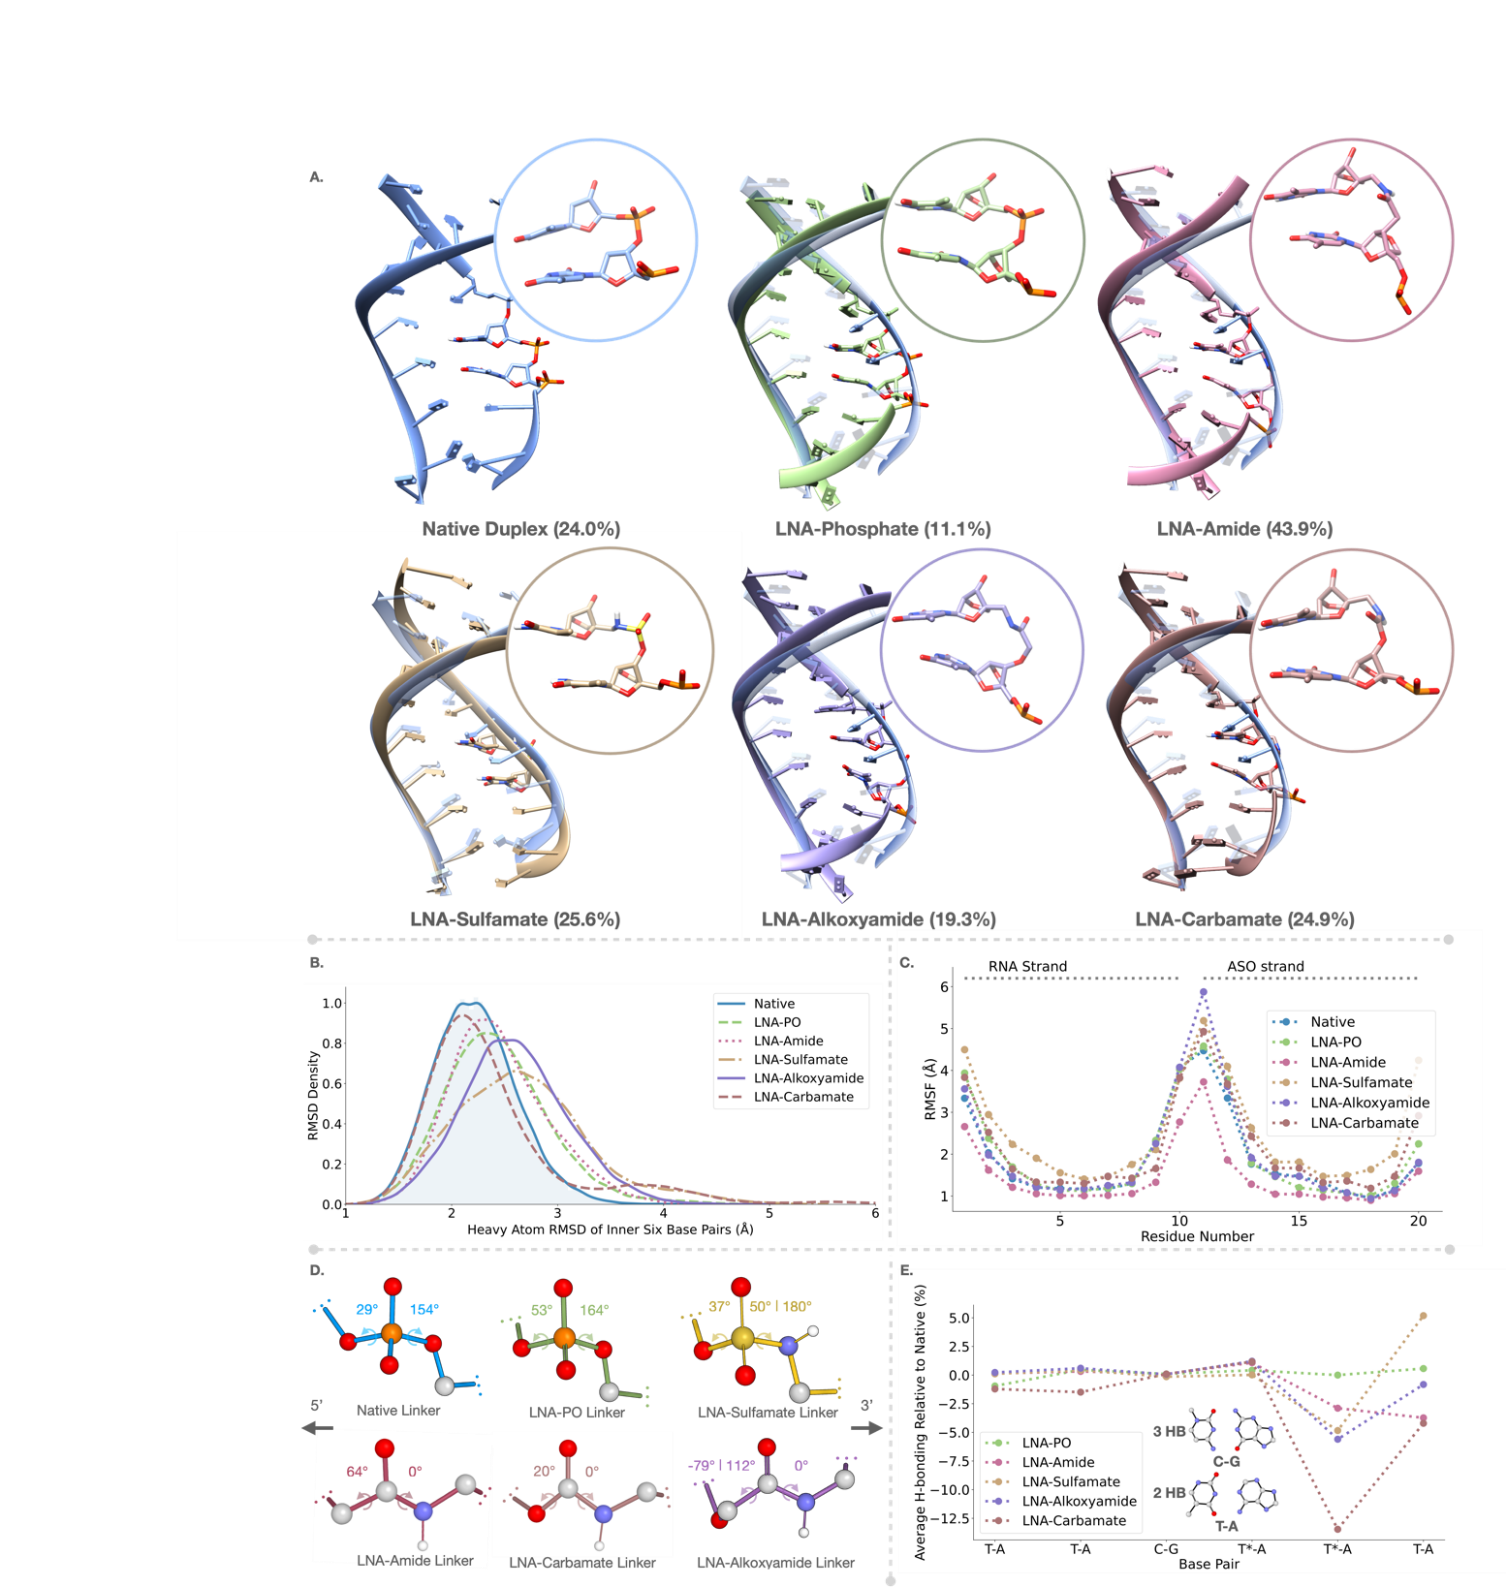 A.
Native Duplex (24.0%)
LNA-Phosphate (11.1%)
LNA-Amide (43.9%)
LNA-Sulfamate (25.6%)
LNA-Alkoxyamide (19.3%)
LNA-Carbamate (24.9%)
B.
RMSD Density
1.0
0.8
0.6
0.4
0.2
0.0
1 2 3 4 5 6
Heavy Atom RMSD of Inner Six Base Pairs (Å)
Native
LNA-PO
LNA-Amide
LNA-Sulfamate
LNA-Alkoxyamide
LNA-Carbamate
C.
RNA Strand
ASO strand
RMSF (Å)
6
5
4
3
2
1
5 10 15 20
Residue Number
Native
LNA-PO
LNA-Amide
LNA-Sulfamate
LNA-Alkoxyamide
LNA-Carbamate
D.
29° 154°
Native Linker
53° 164°
LNA-PO Linker
37° 50° | 180°
LNA-Sulfamate Linker
5’
3’
64° 0°
LNA-Amide Linker
20° 0°
LNA-Carbamate Linker
-79° | 112° 0°
LNA-Alkoxyamide Linker
E.
Average H-bonding Relative to Native (%)
5.0
2.5
0.0
−2.5
−5.0
−7.5
−10.0
−12.5
LNA-PO
LNA-Amide
LNA-Sulfamate
LNA-Alkoxyamide
LNA-Carbamate
3 HB
C-G
2 HB
T-A
T-A T-A C-G T*-A T*-A T-A
Base Pair